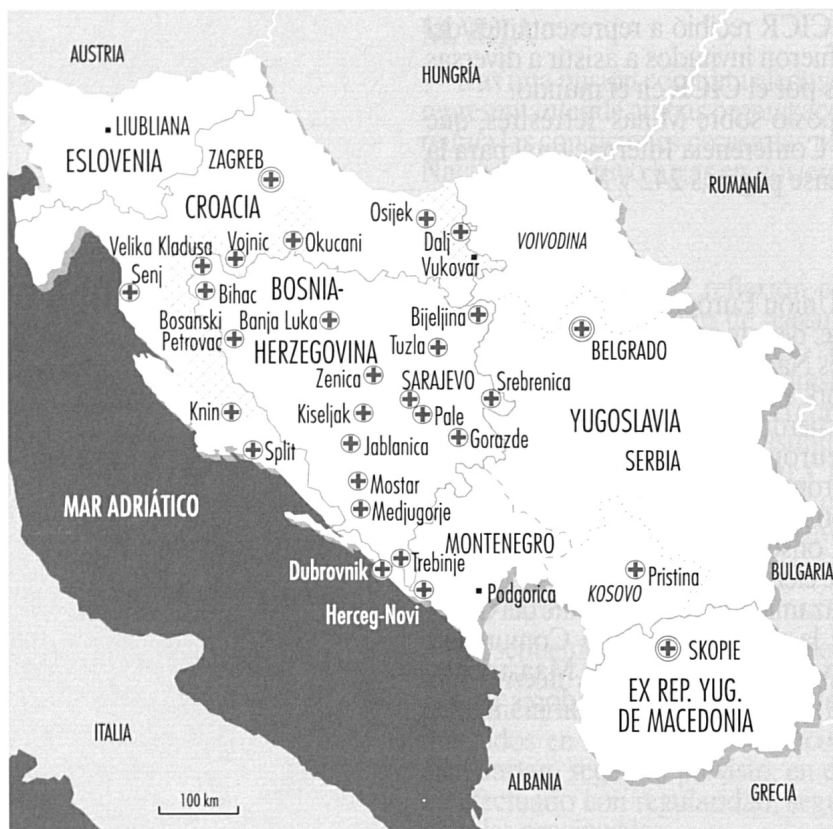 AUSTRIA
HUNGRÍA
LIUBLIANA
ESLOVENIA
ZAGREB
RUMANÍA
CROACIA
Osijek
VOIVODINA
Velika Kladusa
Vojnic
Okucani
Dalj
Vukovar
Senj
Bihac
BOSNIA-
HERZEGOVINA
Bosanski
Petrovac
Banja Luka
Bijeljina
BELGRADO
Tuzla
Zenica
SARAJEVO
Srebrenica
Knin
Kiseljak
Pale
YUGOSLAVIA
SERBIA
Split
Jablanica
Gorazde
MAR ADRIÁTICO
Mostar
Medjugorje
MONTENEGRO
Dubrovnik
Trebinje
Pristina
BULGARIA
Herceg-Novi
Podgorica
KOSOVO
SKOPIE
EX REP. YUG.
DE MACEDONIA
ITALIA
100 km
ALBANIA
GRECIA